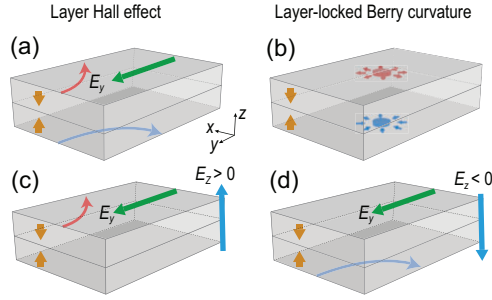 Layer Hall effect
Layer-locked Berry curvature
(a)
E_y
(b)
z
x
y
(c)
E_z > 0
E_y
(d)
E_z < 0
E_y